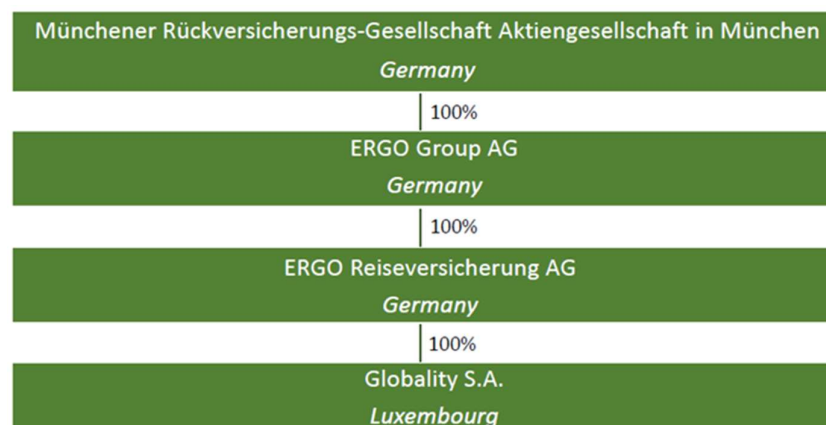 Münchener Rückversicherungs-Gesellschaft Aktiengesellschaft in München
Germany
100%
ERGO Group AG
Germany
100%
ERGO Reiseversicherung AG
Germany
100%
Globality S.A.
Luxembourg